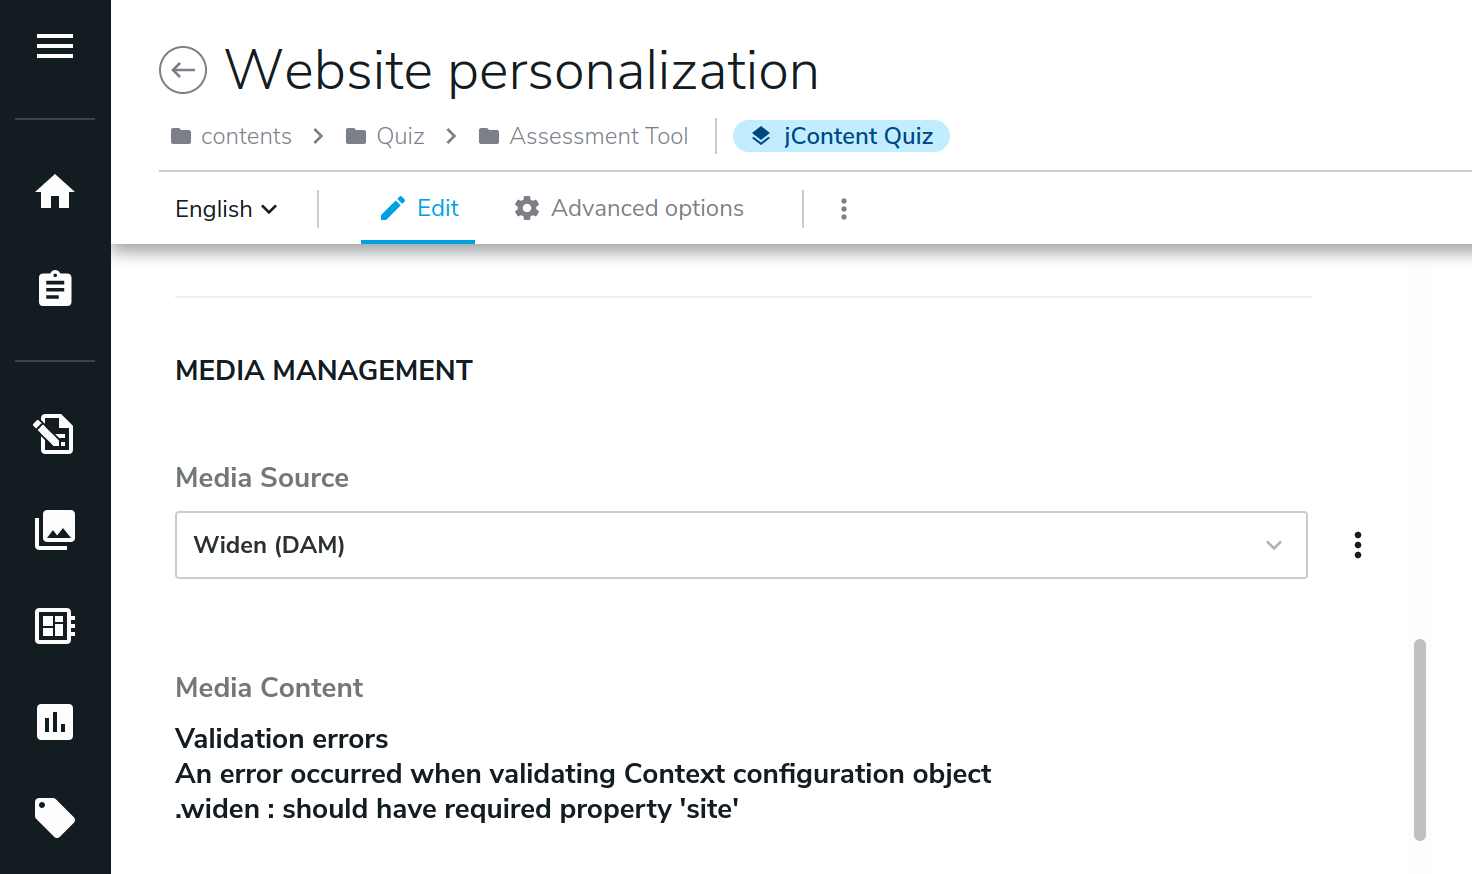 Website personalization
contents
Quiz
Assessment Tool
jContent Quiz
English
Edit
Advanced options
MEDIA MANAGEMENT
Media Source
Widen (DAM)
Media Content
Validation errors
An error occurred when validating Context configuration object
.widen : should have required property 'site'